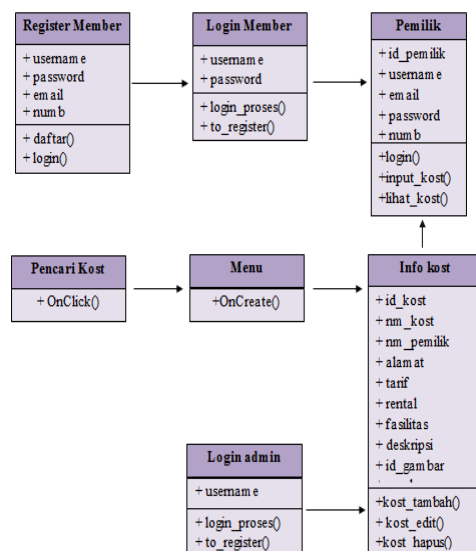 Register Member
+ username
+ password
+ email
+ numb
+ daftar()
+ login()
Login Member
+ username
+ password
+ login_proses()
+ to_register()
Pemilik
+ id_pemilik
+ username
+ email
+ password
+ numb
+login()
+input_kost()
+lihat_kost()
Pencari Kost
+ OnClick()
Menu
+OnCreate()
Info kost
+ id_kost
+ nm_kost
+ nm_pemilik
+ alamat
+ tarif
+ rental
+ fasilitas
+ deskripsi
+ id_gambar
+kost_tambah()
+ kost_edit()
+kost_hapus()
Login admin
+ username
+ login_proses()
+ to_register()